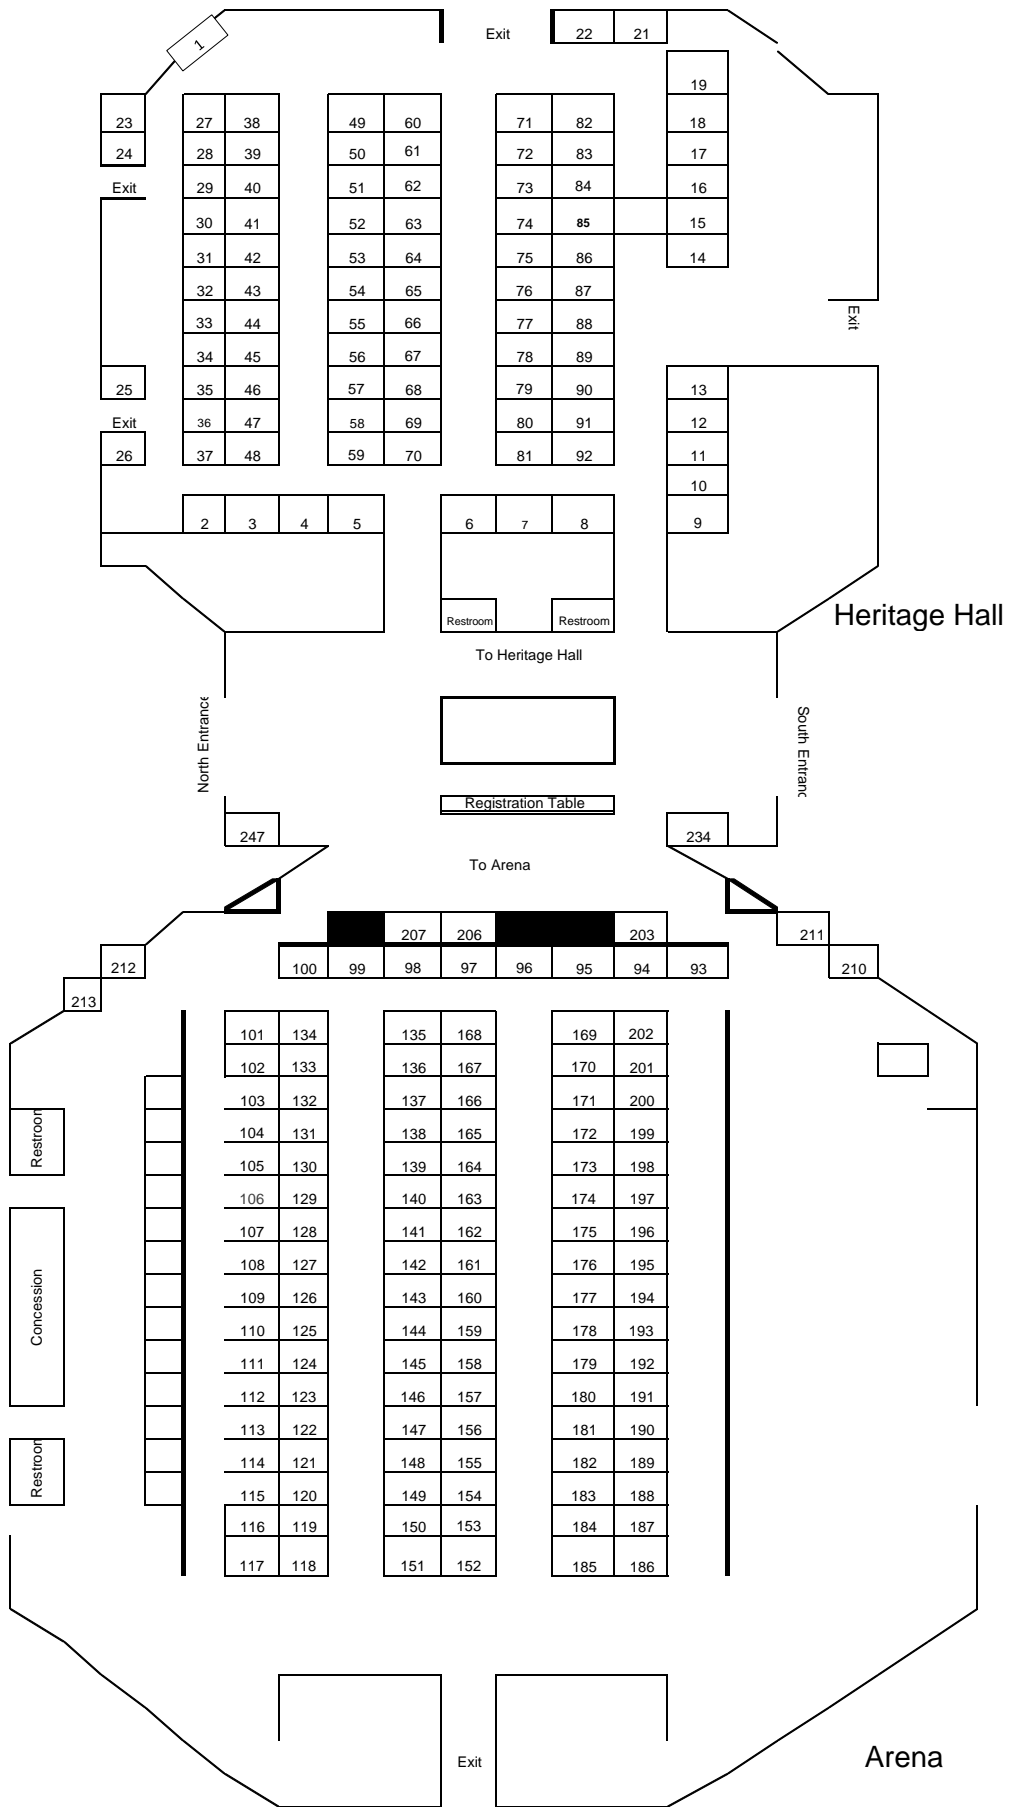 1 Exit 22 21
19
23 27 38 49 60 71 82 18
24 28 39 50 61 72 83 17
Exit 29 40 51 62 73 84 16
30 41 52 63 74 85 15
31 42 53 64 75 86 14
32 43 54 65 76 87
33 44 55 66 77 88 Exit
34 45 56 67 78 89
25 35 46 57 68 79 90 13
Exit 36 47 58 69 80 91 12
26 37 48 59 70 81 92 11
10
2 3 4 5 6 7 8 9
Heritage Hall
Restroom Restroom
To Heritage Hall
North Entrance
South Entranc
Registration Table
247 234
To Arena
207 206 203 211
212 100 99 98 97 96 95 94 93 210
213
101 134 135 168 169 202
102 133 136 167 170 201
103 132 137 166 171 200
Restroon
104 131 138 165 172 199
105 130 139 164 173 198
106 129 140 163 174 197
107 128 141 162 175 196
108 127 142 161 176 195
Concession
109 126 143 160 177 194
110 125 144 159 178 193
111 124 145 158 179 192
112 123 146 157 180 191
113 122 147 156 181 190
Restroon
114 121 148 155 182 189
115 120 149 154 183 188
116 119 150 153 184 187
117 118 151 152 185 186
Exit
Arena